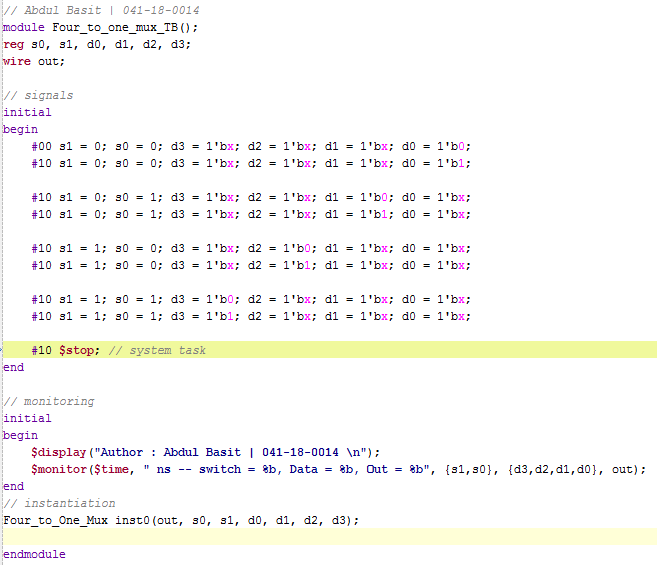 // Abdul Basit | 041-18-0014
module Four_to_one_mux_TB();
reg s0, s1, d0, d1, d2, d3;
wire out;
// signals
initial
begin
#00 s1 = 0; s0 = 0; d3 = 1'bx; d2 = 1'bx; d1 = 1'bx; d0 = 1'b0;
#10 s1 = 0; s0 = 0; d3 = 1'bx; d2 = 1'bx; d1 = 1'bx; d0 = 1'b1;
#10 s1 = 0; s0 = 1; d3 = 1'bx; d2 = 1'bx; d1 = 1'b0; d0 = 1'bx;
#10 s1 = 0; s0 = 1; d3 = 1'bx; d2 = 1'bx; d1 = 1'b1; d0 = 1'bx;
#10 s1 = 1; s0 = 0; d3 = 1'bx; d2 = 1'b0; d1 = 1'bx; d0 = 1'bx;
#10 s1 = 1; s0 = 0; d3 = 1'bx; d2 = 1'b1; d1 = 1'bx; d0 = 1'bx;
#10 s1 = 1; s0 = 1; d3 = 1'b0; d2 = 1'bx; d1 = 1'bx; d0 = 1'bx;
#10 s1 = 1; s0 = 1; d3 = 1'b1; d2 = 1'bx; d1 = 1'bx; d0 = 1'bx;
#10 $stop; // system task
end
// monitoring
initial
begin
$display("Author : Abdul Basit | 041-18-0014 \n");
$monitor($time, " ns -- switch = %b, Data = %b, Out = %b", {s1,s0}, {d3,d2,d1,d0}, out);
end
// instantiation
Four_to_One_Mux inst0(out, s0, s1, d0, d1, d2, d3);
endmodule